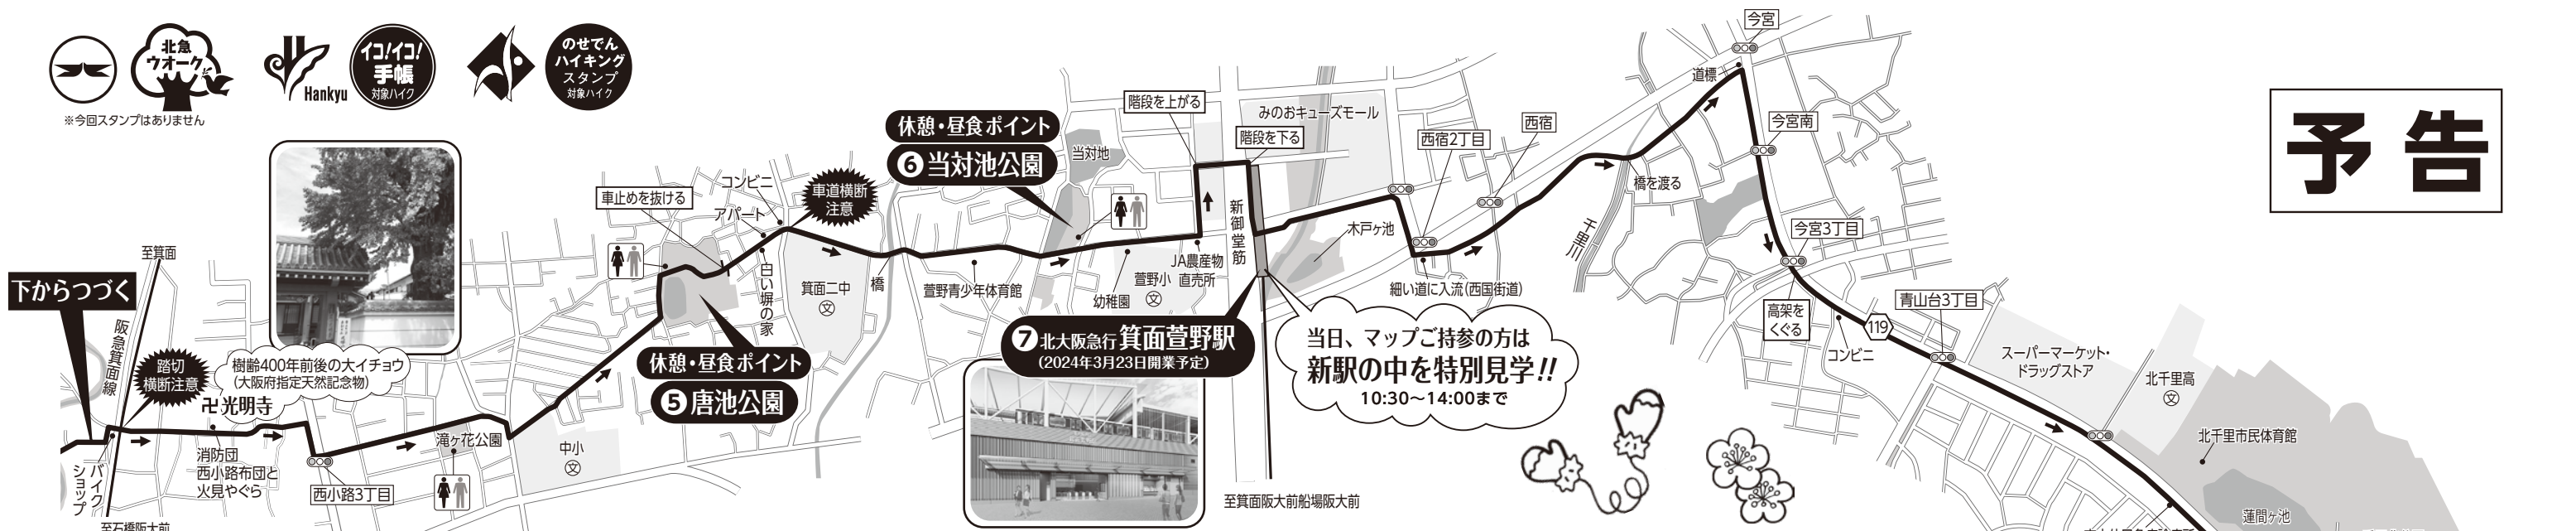 北急
ウオーク
※今回スタンプはありません
Hankyu
イコ!イコ!
手帳
対象ハイク
のせでん
ハイキング
スタンプ
対象ハイク
予告
下からつづく
至箕面
阪急箕面線
踏切
横断注意
樹齢400年前後の大イチョウ
(大阪府指定天然記念物)
卍光明寺
バイク
ショップ
至石橋阪大前
消防団
西小路布団と
火見やぐら
西小路3丁目
滝ヶ花公園
中小
文
車止めを抜ける
コンビニ
アパート
車道横断
注意
白い塀の家
休憩・昼食ポイント
❺唐池公園
箕面二中
文
橋
萱野青少年体育館
休憩・昼食ポイント
❻当対池公園
当対地
階段を上がる
階段を下る
みのおキューズモール
新御堂筋
JA農産物
直売所
萱野小
文
幼稚園
❼北大阪急行箕面萱野駅
(2024年3月23日開業予定)
当日、マップご持参の方は
新駅の中を特別見学!!
10:30〜14:00まで
至箕面阪大前船場阪大前
木戸ヶ池
西宿2丁目
西宿
細い道に入流(西国街道)
千里川
橋を渡る
道標
今宮
今宮南
今宮3丁目
高架を
くぐる
コンビニ
119
青山台3丁目
スーパーマーケット・
ドラッグストア
北千里高
文
北千里市民体育館
蓮間ヶ池